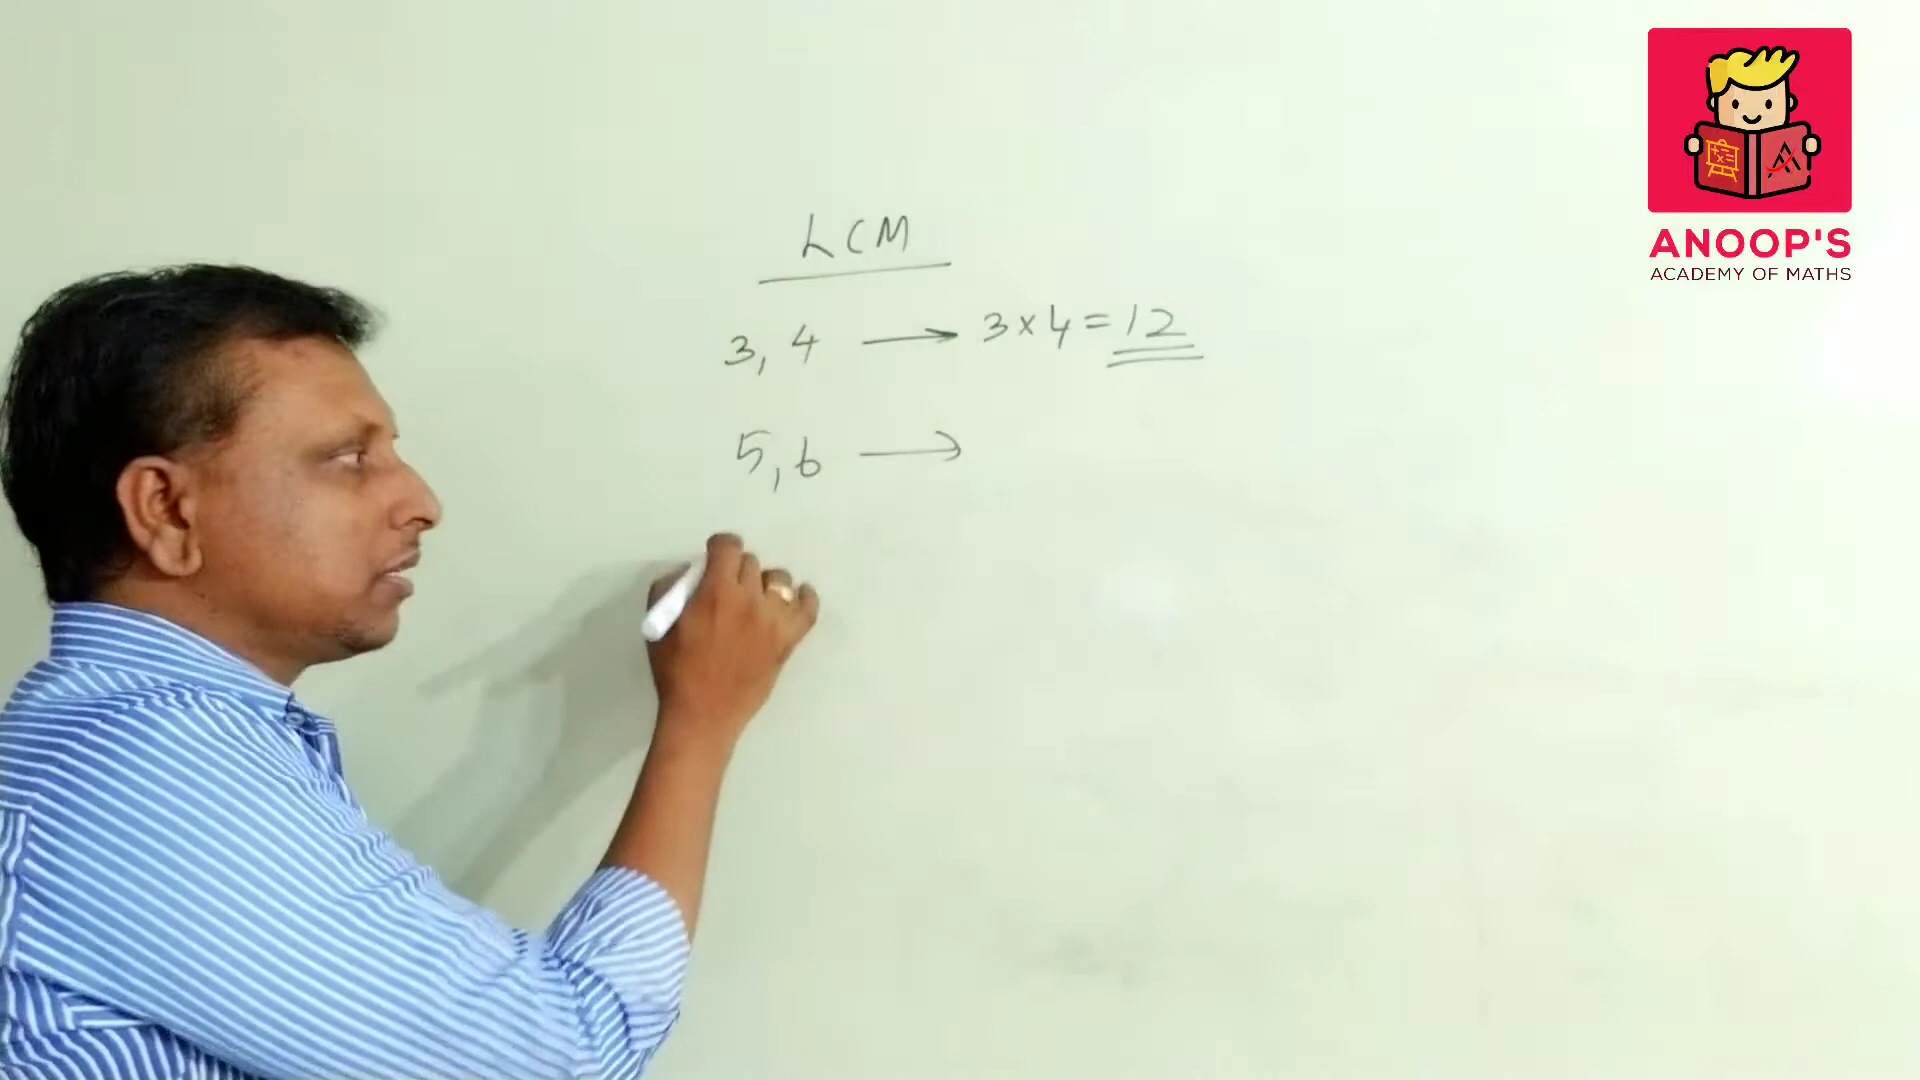 LCM
3, 4 → 3×4=12
5, 6 →
ANOOP'S
ACADEMY OF MATHS